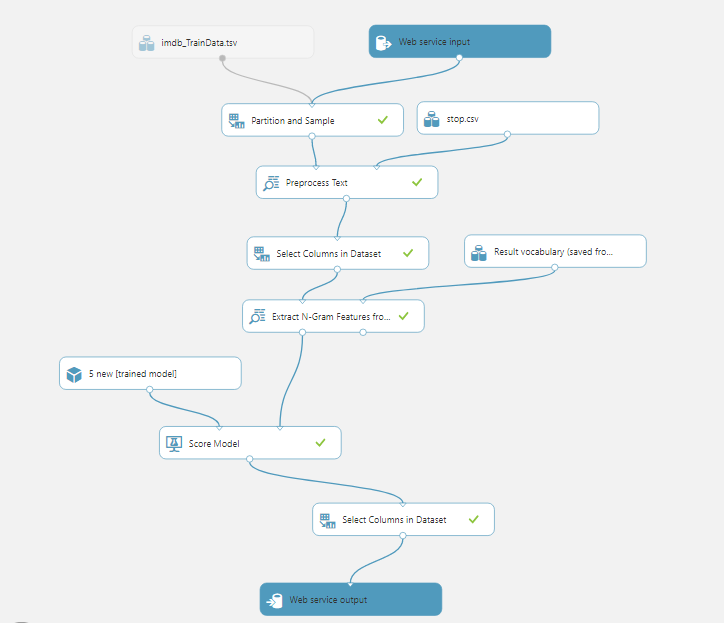 imdb_TrainData.tsv
Web service input
Partition and Sample
stop.csv
Preprocess Text
Select Columns in Dataset
Result vocabulary (saved fro...
Extract N-Gram Features fro...
5 new [trained model]
Score Model
Select Columns in Dataset
Web service output